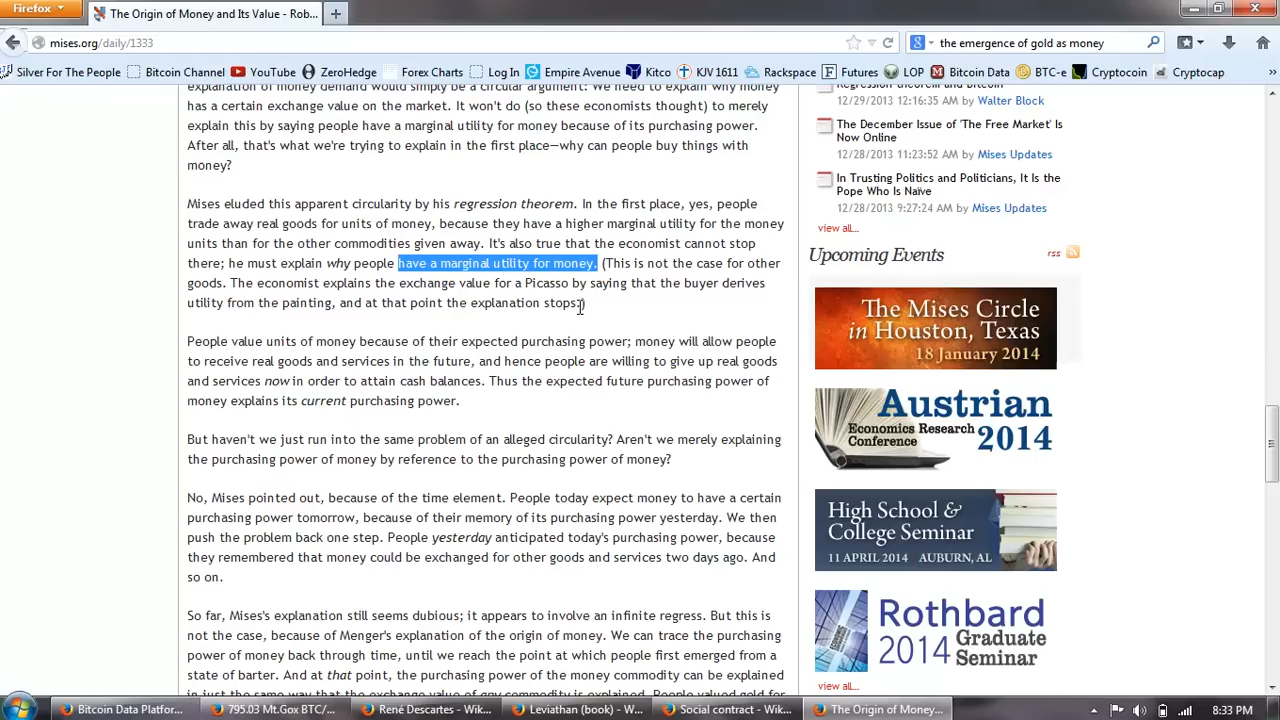 Firefox
The Origin of Money and Its Value - Rob...
mises.org/daily/1333
the emergence of gold as money
Silver For The People
Bitcoin Channel
YouTube
ZeroHedge
Forex Charts
Log In
Empire Avenue
Kitco
KJV 1611
Rackspace
Futures
LOP
Bitcoin Data
BTC-e
Cryptocoin
Cryptocap
explanation of money demand would simply be a circular argument: We need to explain why money
has a certain exchange value on the market. It won't do (so these economists thought) to merely
explain this by saying people have a marginal utility for money because of its purchasing power.
After all, that's what we're trying to explain in the first place—why can people buy things with
money?
Mises eluded this apparent circularity by his regression theorem. In the first place, yes, people
trade away real goods for units of money, because they have a higher marginal utility for the money
units than for the other commodities given away. It's also true that the economist cannot stop
there; he must explain why people have a marginal utility for money. (This is not the case for other
goods. The economist explains the exchange value for a Picasso by saying that the buyer derives
utility from the painting, and at that point the explanation stops.)
People value units of money because of their expected purchasing power; money will allow people
to receive real goods and services in the future, and hence people are willing to give up real goods
and services now in order to attain cash balances. Thus the expected future purchasing power of
money explains its current purchasing power.
But haven't we just run into the same problem of an alleged circularity? Aren't we merely explaining
the purchasing power of money by reference to the purchasing power of money?
No, Mises pointed out, because of the time element. People today expect money to have a certain
purchasing power tomorrow, because of their memory of its purchasing power yesterday. We then
push the problem back one step. People yesterday anticipated today's purchasing power, because
they remembered that money could be exchanged for other goods and services two days ago. And
so on.
So far, Mises's explanation still seems dubious; it appears to involve an infinite regress. But this is
not the case, because of Menger's explanation of the origin of money. We can trace the purchasing
power of money back through time, until we reach the point at which people first emerged from a
state of barter. And at that point, the purchasing power of the money commodity can be explained
in just the same way that the exchange value of any commodity is explained. People valued gold for
Regression theorem and bitcoin
12/29/2013 12:16:35 AM by Walter Block
The December Issue of 'The Free Market' Is
Now Online
12/28/2013 11:23:52 AM by Mises Updates
In Trusting Politics and Politicians, It Is the
Pope Who Is Naïve
12/28/2013 9:27:24 AM by Mises Updates
view all...
Upcoming Events
rss
The Mises Circle
in Houston, Texas
18 January 2014
Austrian
Economics Research
Conference
2014
High School &
College Seminar
11 APRIL 2014 AUBURN, AL
Rothbard
2014 Graduate
Seminar
view all...
Bitcoin Data Platfor...
795.03 Mt.Gox BTC/...
René Descartes - Wik...
Leviathan (book) - W...
Social contract - Wik...
The Origin of Money...
8:33 PM